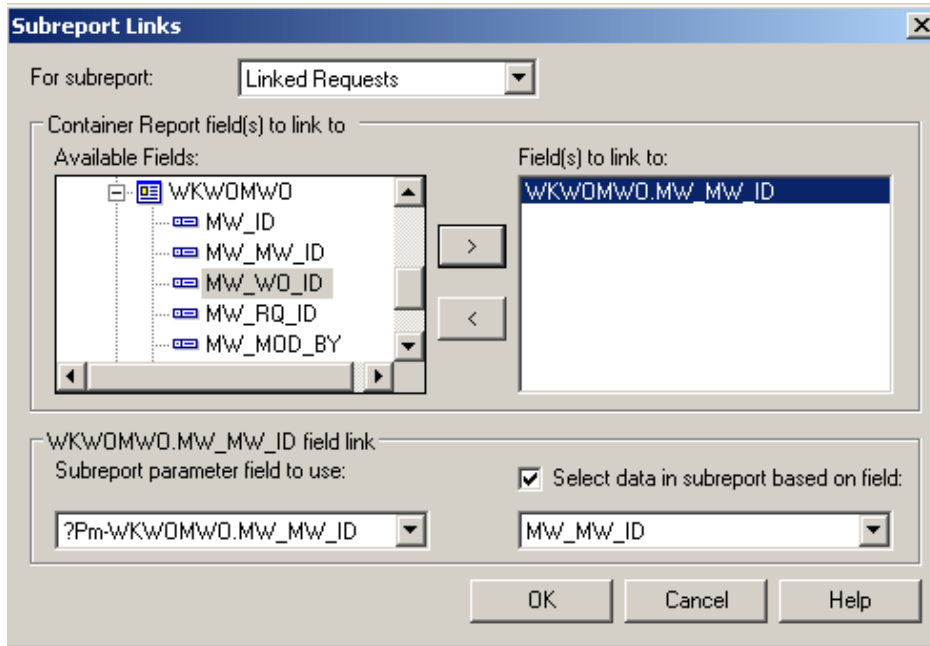 Subreport Links
For subreport:
Linked Requests
Container Report field(s) to link to
Available Fields:
Field(s) to link to:
WKWOMWO
MW_ID
MW_MW_ID
MW_WO_ID
MW_RQ_ID
MW_MOD_BY
>
<
WKWOMWO.MW_MW_ID
WKWOMWO.MW_MW_ID field link
Subreport parameter field to use:
Select data in subreport based on field:
?Pm-WKWOMWO.MW_MW_ID
MW_MW_ID
OK
Cancel
Help